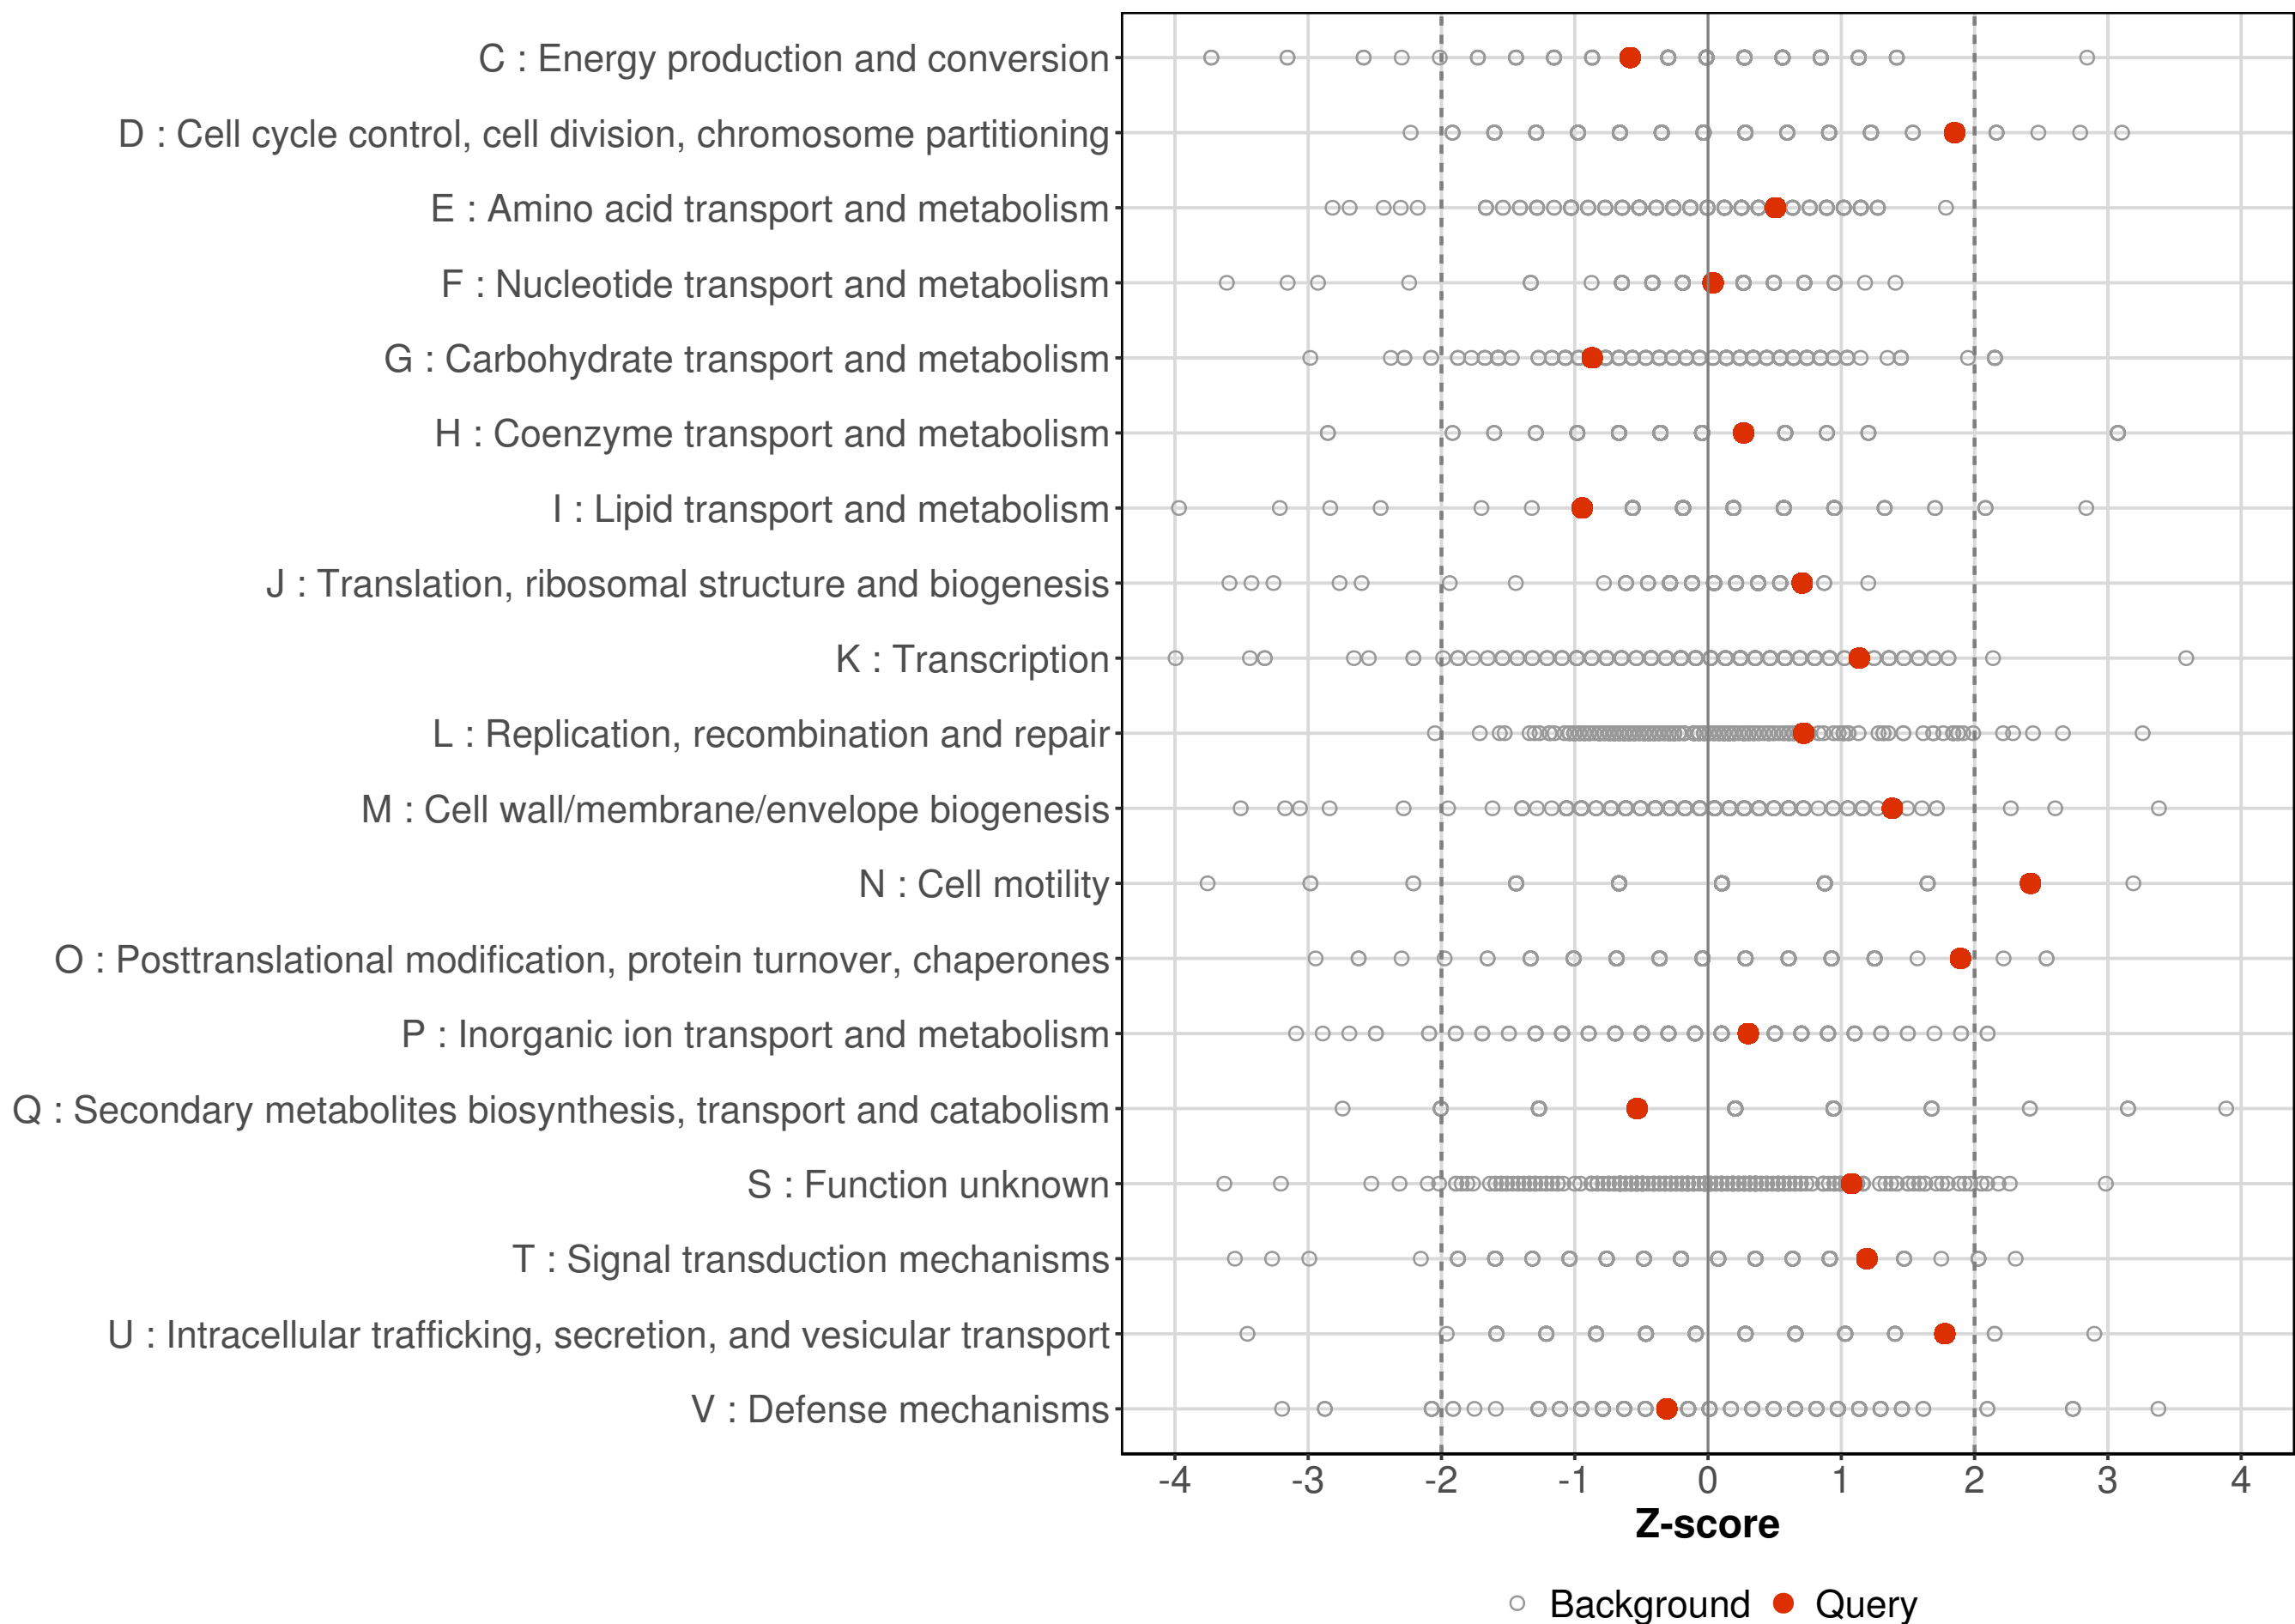 C : Energy production and conversion
D : Cell cycle control, cell division, chromosome partitioning
E : Amino acid transport and metabolism
F : Nucleotide transport and metabolism
G : Carbohydrate transport and metabolism
H : Coenzyme transport and metabolism
I : Lipid transport and metabolism
J : Translation, ribosomal structure and biogenesis
K : Transcription
L : Replication, recombination and repair
M : Cell wall/membrane/envelope biogenesis
N : Cell motility
O : Posttranslational modification, protein turnover, chaperones
P : Inorganic ion transport and metabolism
Q : Secondary metabolites biosynthesis, transport and catabolism
S : Function unknown
T : Signal transduction mechanisms
U : Intracellular trafficking, secretion, and vesicular transport
V : Defense mechanisms
-4 -3 -2 -1 0 1 2 3 4
Z-score
Background Query